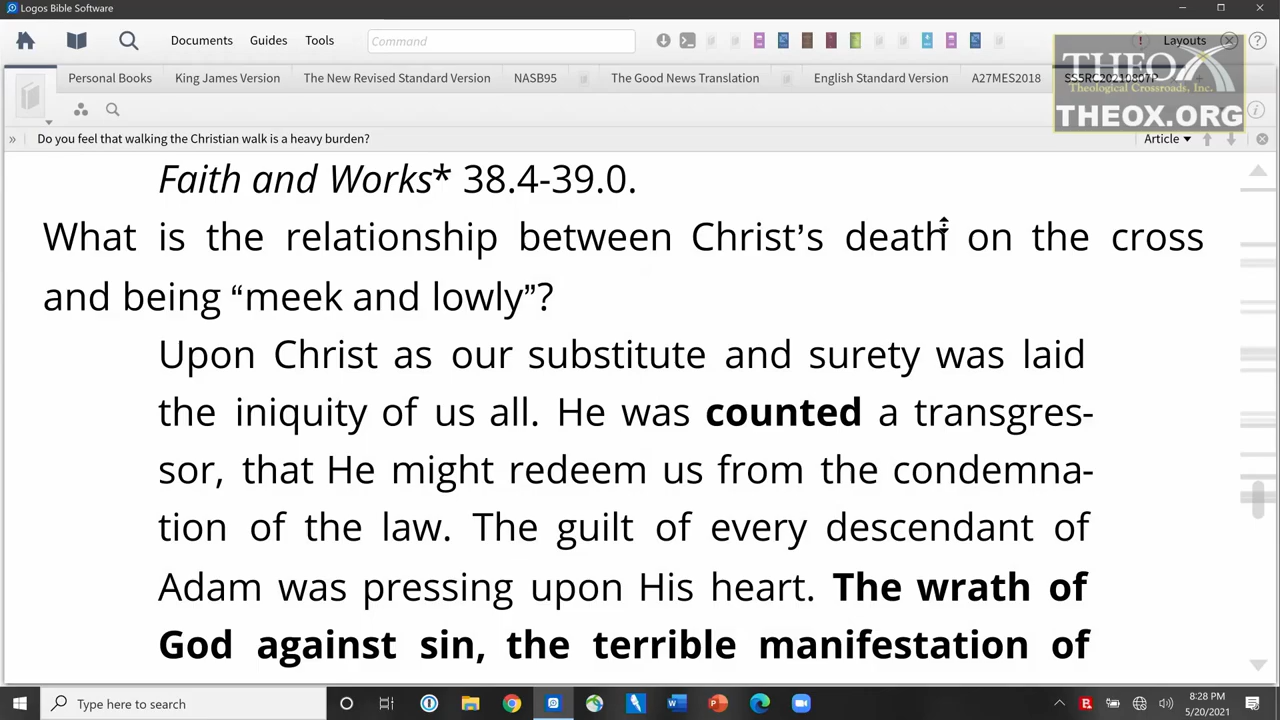 Logos Bible Software
Documents Guides Tools Command Layouts
Personal Books King James Version The New Revised Standard Version NASB95 The Good News Translation English Standard Version A27MES2018 SS5RC20210807P
THEOX
Theological Crossroads, Inc.
THEOX.ORG
Do you feel that walking the Christian walk is a heavy burden? Article
Faith and Works* 38.4-39.0.
What is the relationship between Christ's death on the cross
and being “meek and lowly”?
Upon Christ as our substitute and surety was laid
the iniquity of us all. He was counted a transgres-
sor, that He might redeem us from the condemna-
tion of the law. The guilt of every descendant of
Adam was pressing upon His heart. The wrath of
God against sin, the terrible manifestation of
Type here to search
8:28 PM
5/20/2021